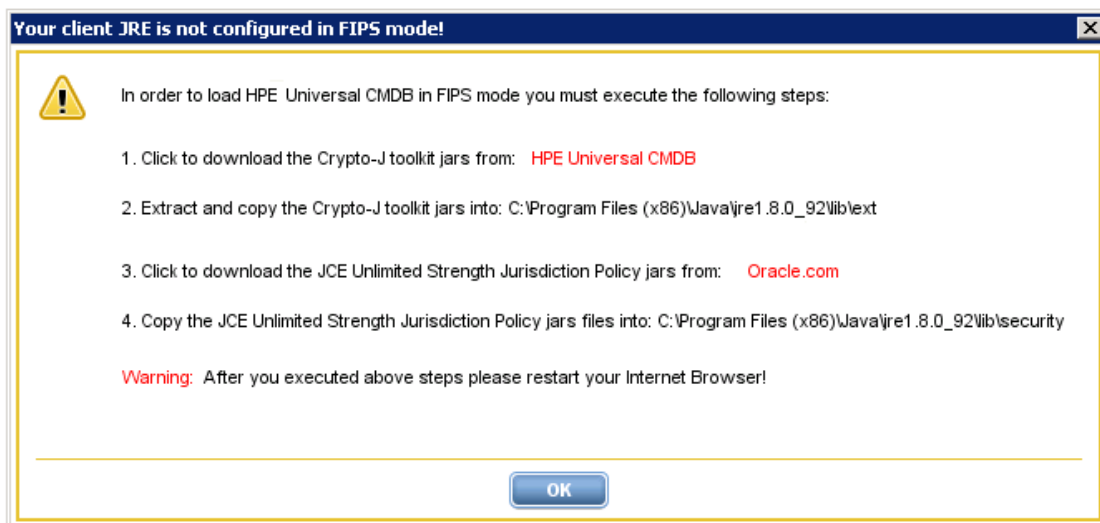 Your client JRE is not configured in FIPS mode!
In order to load HPE Universal CMDB in FIPS mode you must execute the following steps:
1. Click to download the Crypto-J toolkit jars from: HPE Universal CMDB
2. Extract and copy the Crypto-J toolkit jars into: C:\Program Files (x86)\Java\jre1.8.0_92\lib\ext
3. Click to download the JCE Unlimited Strength Jurisdiction Policy jars from: Oracle.com
4. Copy the JCE Unlimited Strength Jurisdiction Policy jars files into: C:\Program Files (x86)\Java\jre1.8.0_92\lib\security
Warning: After you executed above steps please restart your Internet Browser!
OK